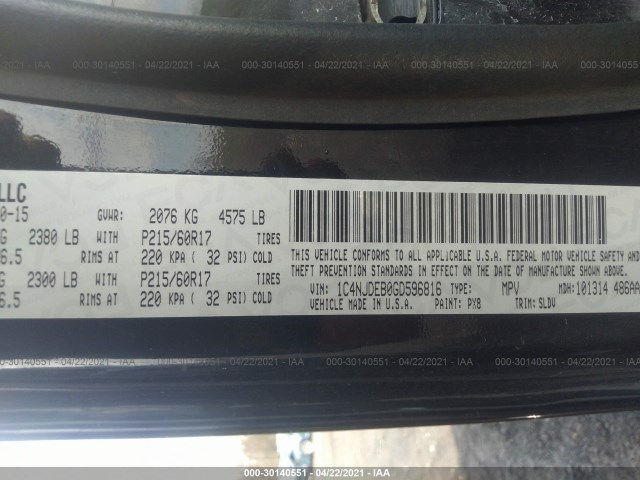 000-30140551 - 04/22/2021 - IAA
LLC
0-15 GVWR: 2076 KG 4575 LB
G 2380 LB WITH P215/60R17 TIRES
6.5 RIMS AT 220 KPA ( 32 PSI) COLD
G 2300 LB WITH P215/60R17 TIRES
6.5 RIMS AT 220 KPA ( 32 PSI) COLD
THIS VEHICLE CONFORMS TO ALL APPLICABLE U.S.A. FEDERAL MOTOR VEHICLE SAFETY AND
THEFT PREVENTION STANDARDS IN EFFECT ON THE DATE OF MANUFACTURE SHOWN ABOVE.
VIN: 1C4NJDEB0GD596816 TYPE: MPV MDH:101314 486AA
VEHICLE MADE IN U.S.A. PAINT: PX8 TRIM: SLDV
000-30140551 - 04/22/2021 - IAA